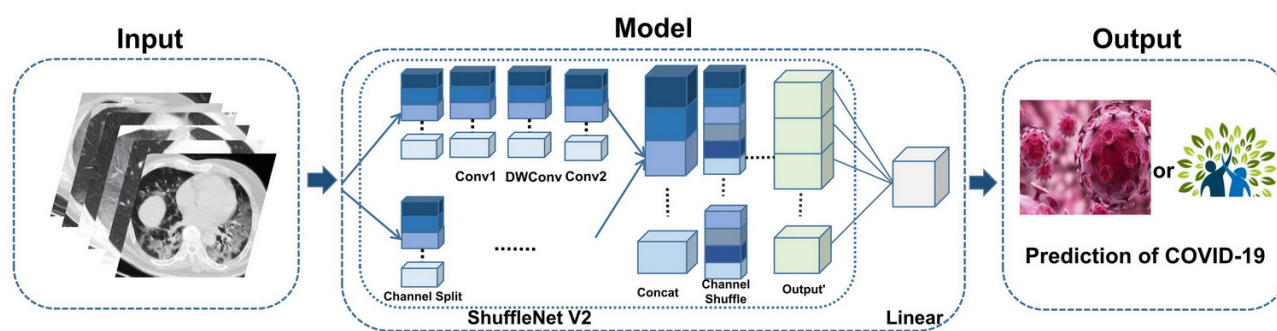 Input
Model
Output
Conv1 DWConv Conv2
Channel Split
Concat
Channel
Shuffle
Output'
ShuffleNet V2
Linear
or
Prediction of COVID-19